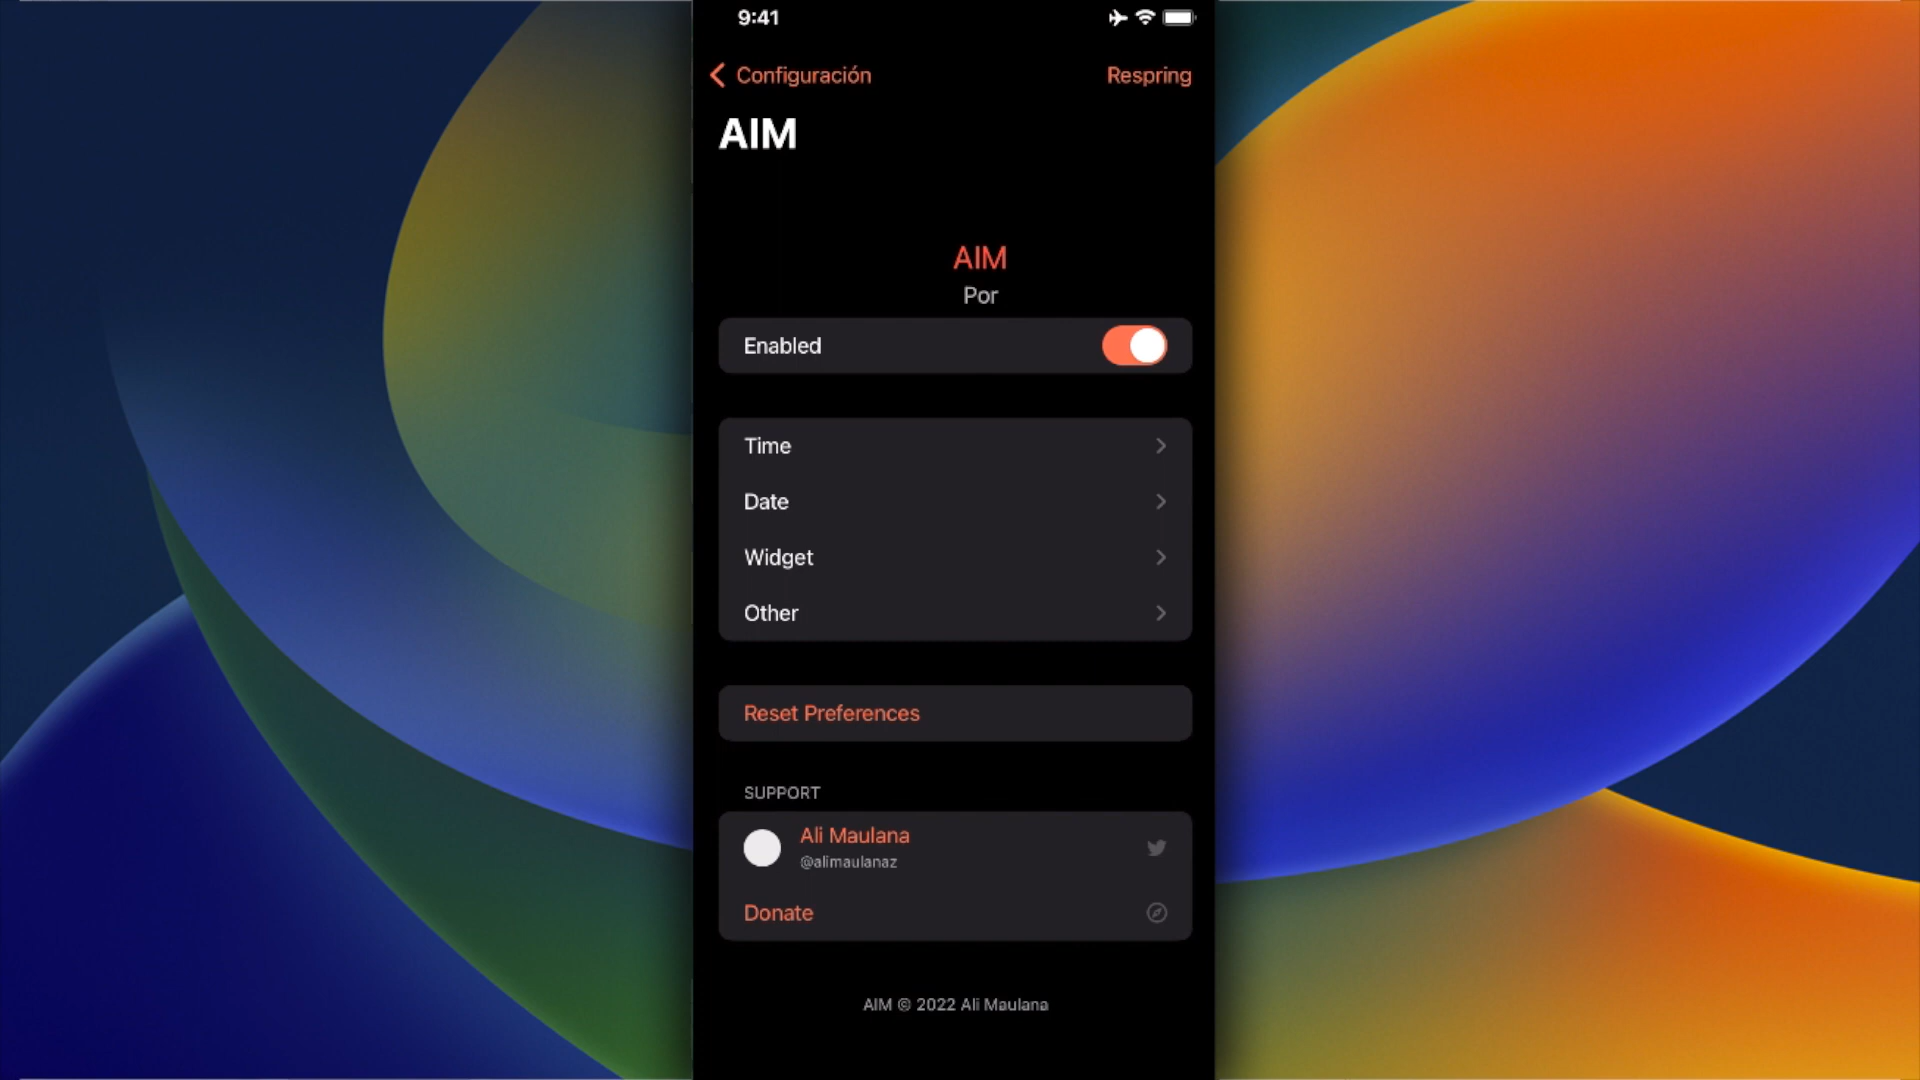 9:41
Configuración
Respring
AIM
AIM
Por
Enabled
Time
Date
Widget
Other
Reset Preferences
SUPPORT
Ali Maulana
@alimaulanaz
Donate
AIM © 2022 Ali Maulana